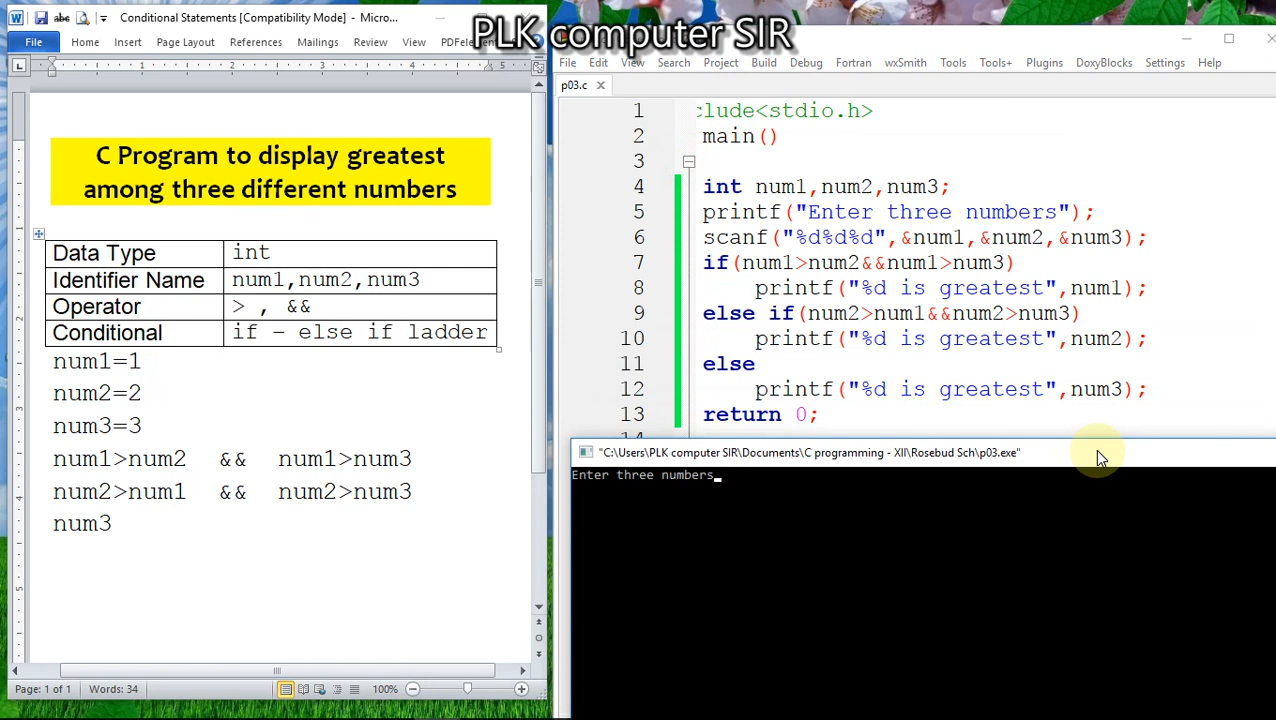 Conditional Statements [Compatibility Mode] - Micro...
PLK computer SIR
File Home Insert Page Layout References Mailings Review View PDFelement
5
C Program to display greatest
among three different numbers
Data Type int
Identifier Name num1,num2,num3
Operator > , &&
Conditional if – else if ladder
num1=1
num2=2
num3=3
num1>num2 && num1>num3
num2>num1 && num2>num3
num3
Page: 1 of 1 Words: 34 100%
File Edit View Search Project Build Debug Fortran wxSmith Tools Tools+ Plugins DoxyBlocks Settings Help
p03.c
1 clude<stdio.h>
2 main()
3
4 int num1,num2,num3;
5 printf("Enter three numbers");
6 scanf("%d%d%d",&num1,&num2,&num3);
7 if(num1>num2&&num1>num3)
8 printf("%d is greatest",num1);
9 else if(num2>num1&&num2>num3)
10 printf("%d is greatest",num2);
11 else
12 printf("%d is greatest",num3);
13 return 0;
"C:\Users\PLK computer SIR\Documents\C programming - XII\Rosebud Sch\p03.exe"
Enter three numbers